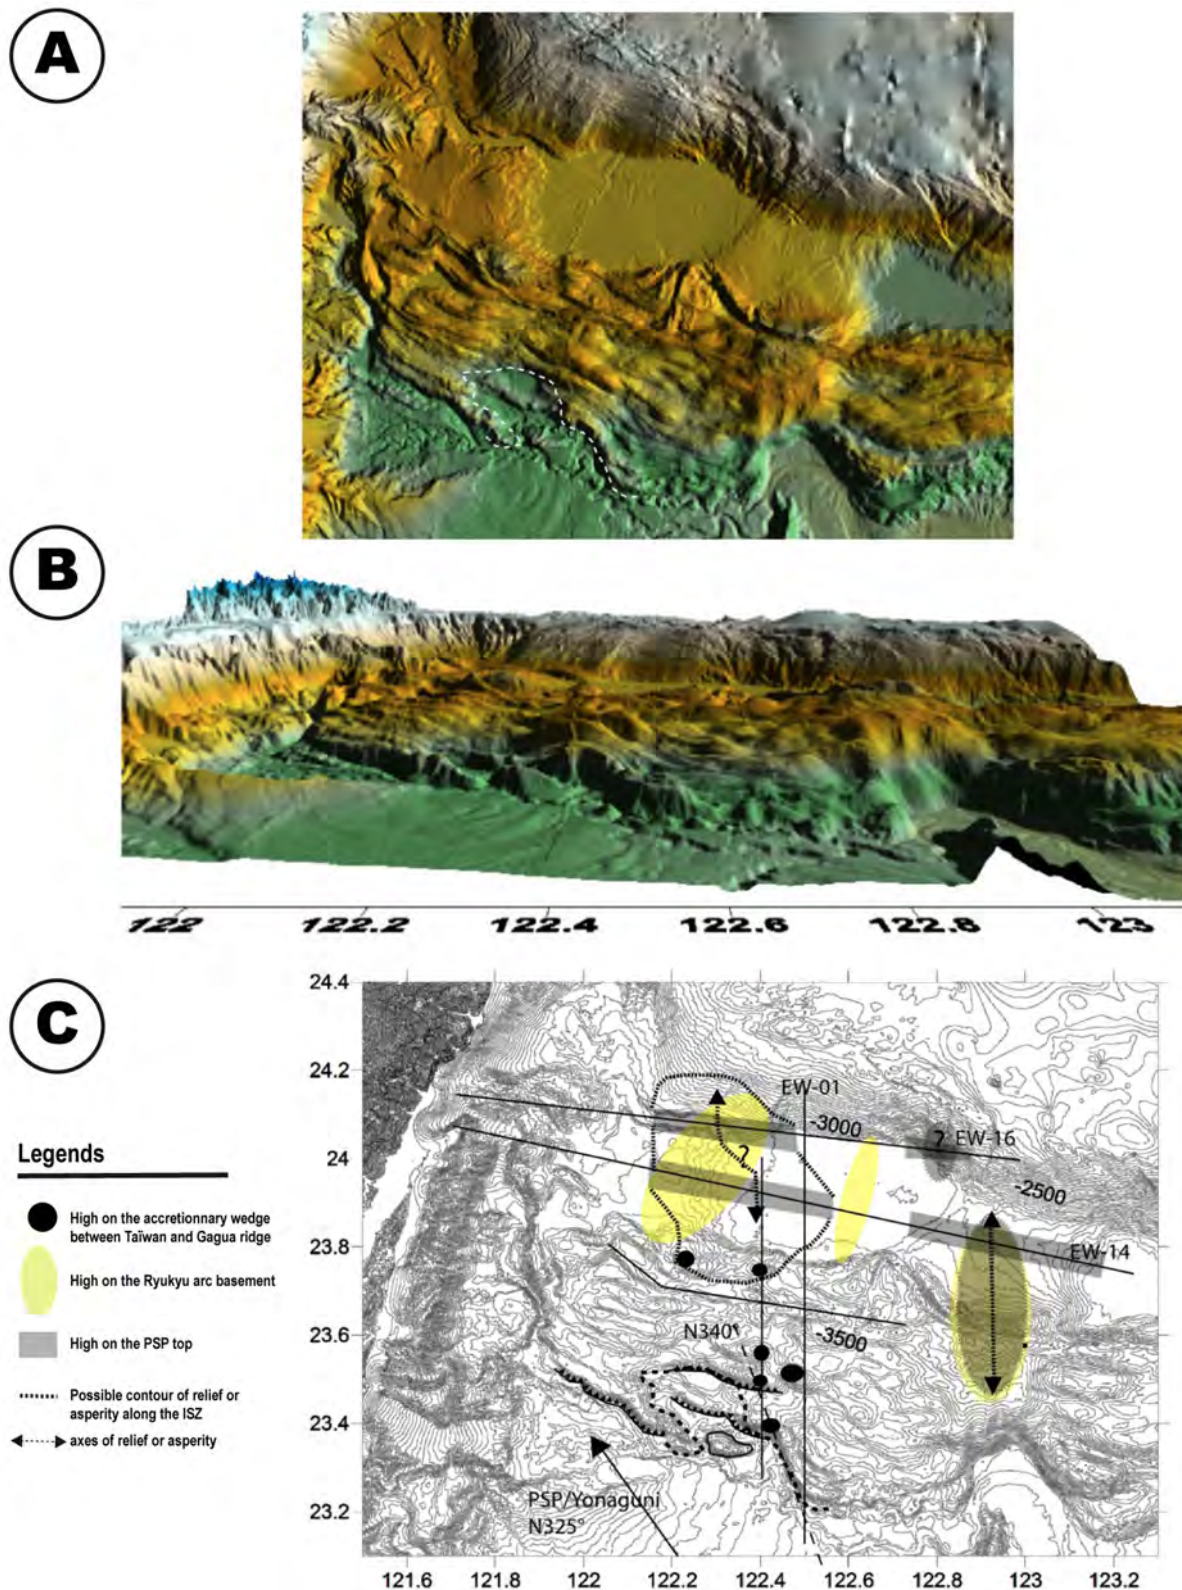 A
B
122 122.2 122.4 122.6 122.8 123
C
Legends
High on the accretionnary wedge
between Taïwan and Gagua ridge
High on the Ryukyu arc basement
High on the PSP top
Possible contour of relief or
asperity along the ISZ
axes of relief or asperity
24.4
24.2
24
23.8
23.6
23.4
23.2
EW-01
-3000
?
EW-16
?
-2500
EW-14
-3500
N340°
PSP/Yonaguni
N325°
121.6 121.8 122 122.2 122.4 122.6 122.8 123 123.2